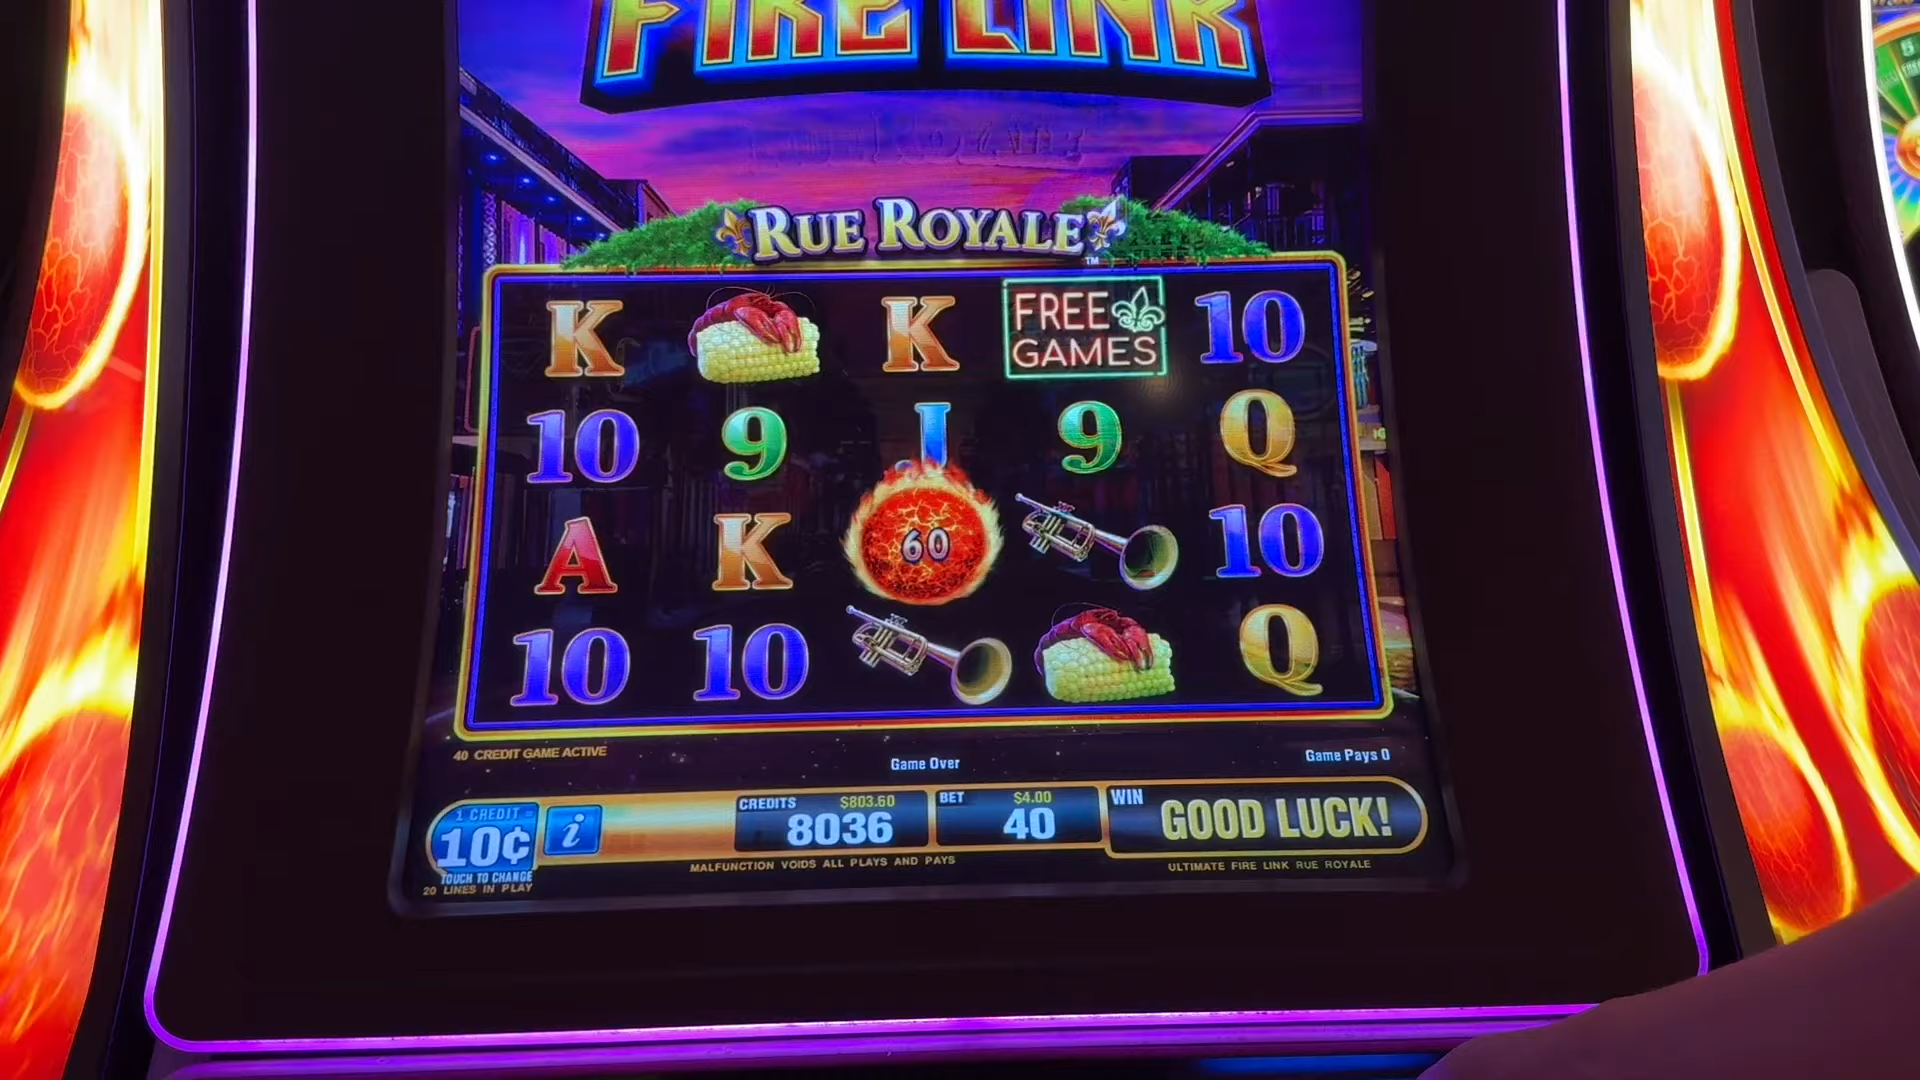 FIRE LINK
RUE ROYALE™
K K FREE GAMES 10
10 9 J 9 Q
A K 60 10
10 10 Q
40 CREDIT GAME ACTIVE
Game Over
Game Pays 0
1 CREDIT =
10¢
TOUCH TO CHANGE
20 LINES IN PLAY
i
CREDITS $803.60
8036
BET $4.00
40
WIN
GOOD LUCK!
MALFUNCTION VOIDS ALL PLAYS AND PAYS
ULTIMATE FIRE LINK RUE ROYALE
5